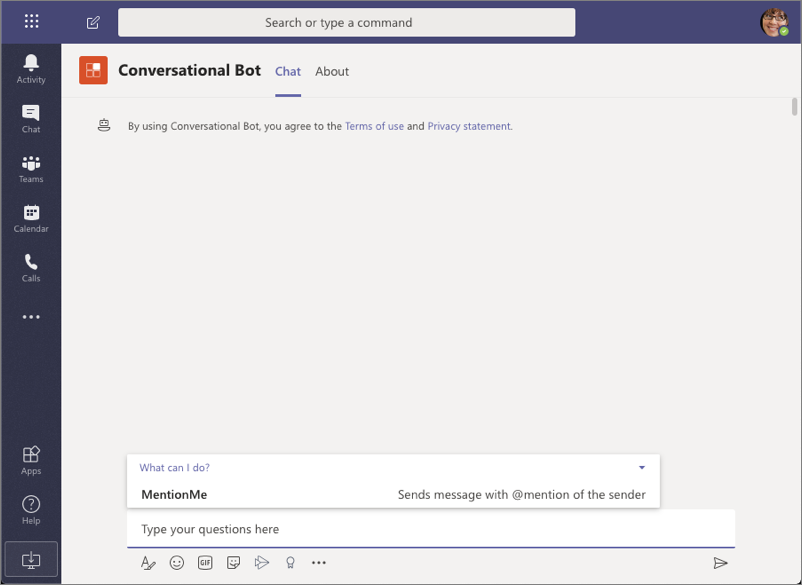 Search or type a command
Activity
Chat
Teams
Calendar
Calls
Apps
Help
Conversational Bot Chat About
By using Conversational Bot, you agree to the Terms of use and Privacy statement.
What can I do?
MentionMe Sends message with @mention of the sender
Type your questions here
GIF